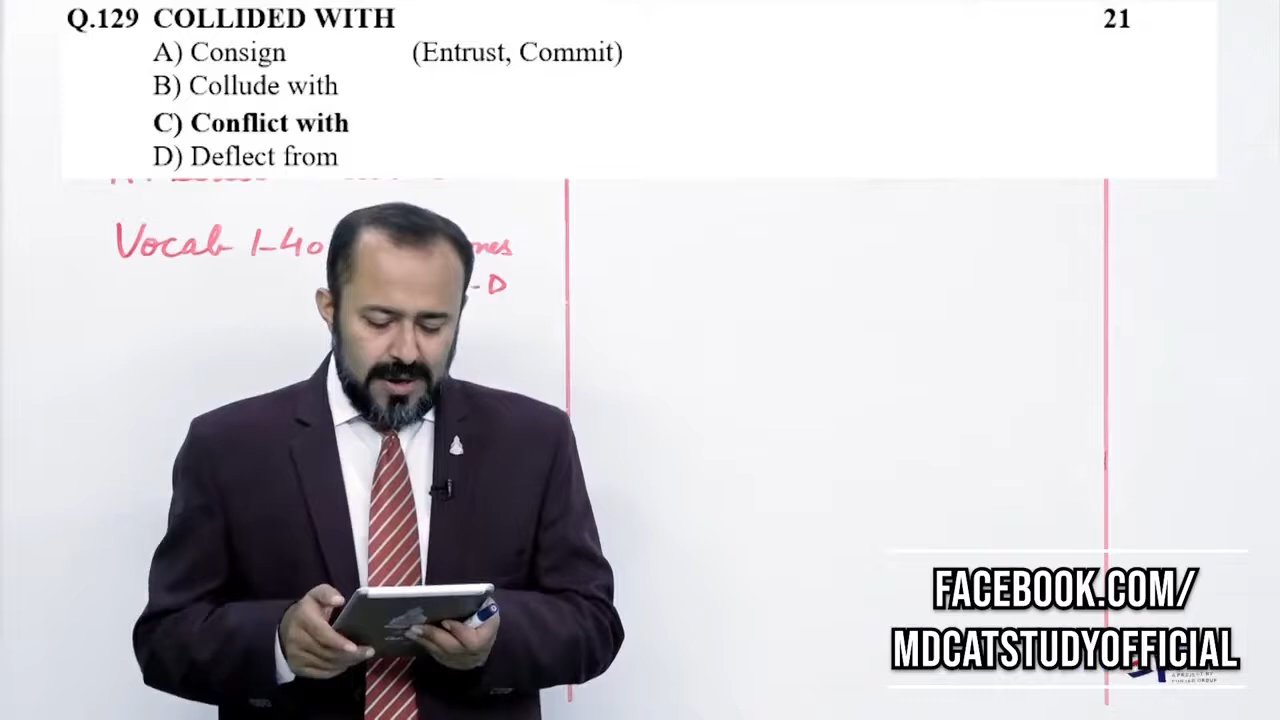 Q.129 COLLIDED WITH 21
A) Consign (Entrust, Commit)
B) Collude with
C) Conflict with
D) Deflect from
Vocab 1-40
-D
FACEBOOK.COM/
MDCATSTUDYOFFICIAL